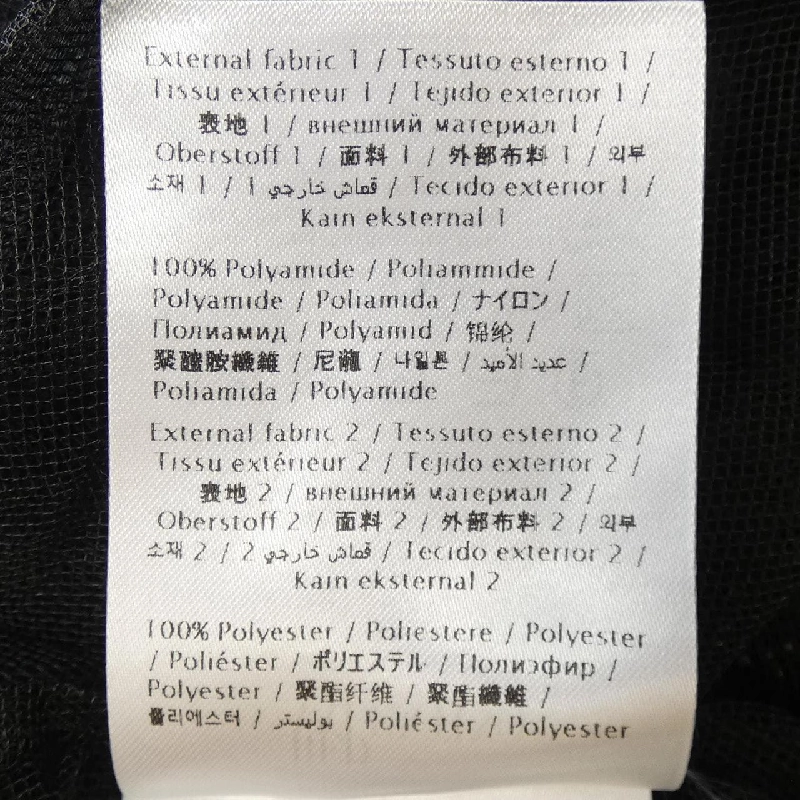 External fabric 1 / Tessuto esterno 1 /
Tissu extérieur 1 / Tejido exterior 1 /
表地 1 / внешний материал 1 /
Oberstoff 1 / 面料 1 / 外部布料 1 / 외부
소재 1 / 1 قماش خارجي / Tecido exterior 1 /
Kain eksternal 1
100% Polyamide / Poliammide /
Polyamide / Poliamida / ナイロン /
Полиамид / Polyamid / 锦纶 /
聚醯胺纖維 / 尼龍 / 나일론 / عديد الأميد /
Poliamida / Polyamide
External fabric 2 / Tessuto esterno 2 /
Tissu extérieur 2 / Tejido exterior 2 /
表地 2 / внешний материал 2 /
Oberstoff 2 / 面料 2 / 外部布料 2 / 외부
소재 2 / 2 قماش خارجي / Tecido exterior 2 /
Kain eksternal 2
100% Polyester / Poliestere / Polyester
/ Poliéster / ポリエステル / Полиэфир /
Polyester / 聚酯纤维 / 聚酯纖維 /
폴리에스터 / بوليستر / Poliéster / Polyester